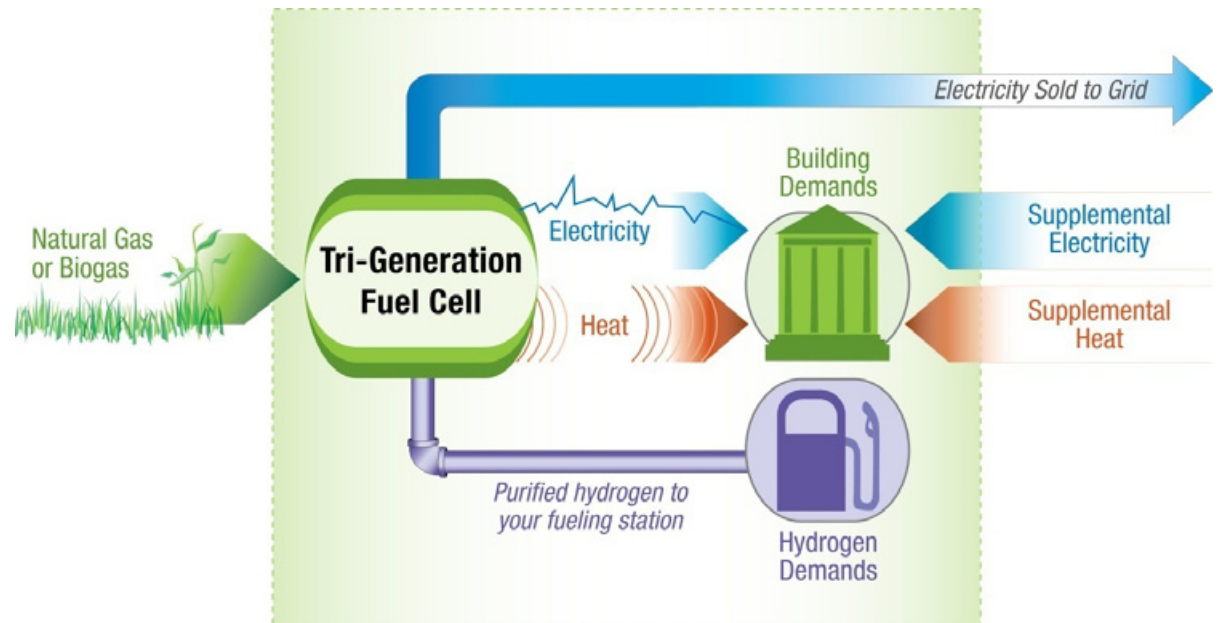 Electricity Sold to Grid
Building
Demands
Natural Gas
or Biogas
Tri-Generation
Fuel Cell
Electricity
Supplemental
Electricity
Heat
Supplemental
Heat
Purified hydrogen to
your fueling station
Hydrogen
Demands